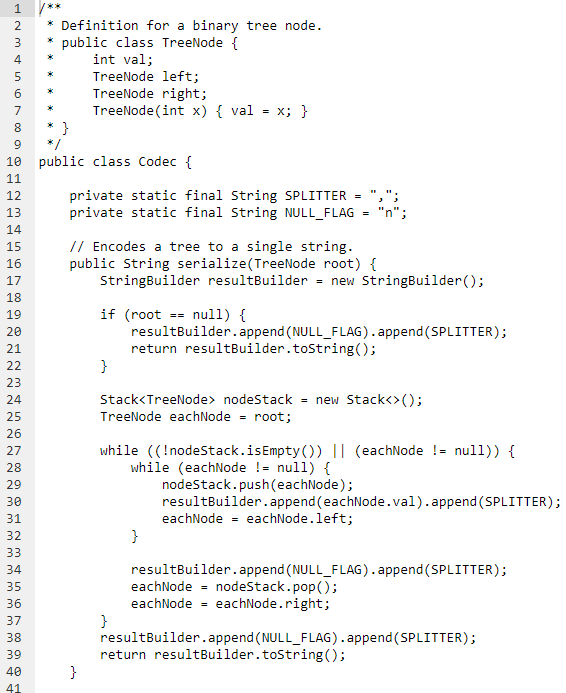 1 /**
2  * Definition for a binary tree node.
3  * public class TreeNode {
4  *     int val;
5  *     TreeNode left;
6  *     TreeNode right;
7  *     TreeNode(int x) { val = x; }
8  * }
9  */
10 public class Codec {
11
12     private static final String SPLITTER = ",";
13     private static final String NULL_FLAG = "n";
14
15     // Encodes a tree to a single string.
16     public String serialize(TreeNode root) {
17         StringBuilder resultBuilder = new StringBuilder();
18
19         if (root == null) {
20             resultBuilder.append(NULL_FLAG).append(SPLITTER);
21             return resultBuilder.toString();
22         }
23
24         Stack<TreeNode> nodeStack = new Stack<>();
25         TreeNode eachNode = root;
26
27         while ((!nodeStack.isEmpty()) || (eachNode != null)) {
28             while (eachNode != null) {
29                 nodeStack.push(eachNode);
30                 resultBuilder.append(eachNode.val).append(SPLITTER);
31                 eachNode = eachNode.left;
32             }
33
34             resultBuilder.append(NULL_FLAG).append(SPLITTER);
35             eachNode = nodeStack.pop();
36             eachNode = eachNode.right;
37         }
38         resultBuilder.append(NULL_FLAG).append(SPLITTER);
39         return resultBuilder.toString();
40     }
41